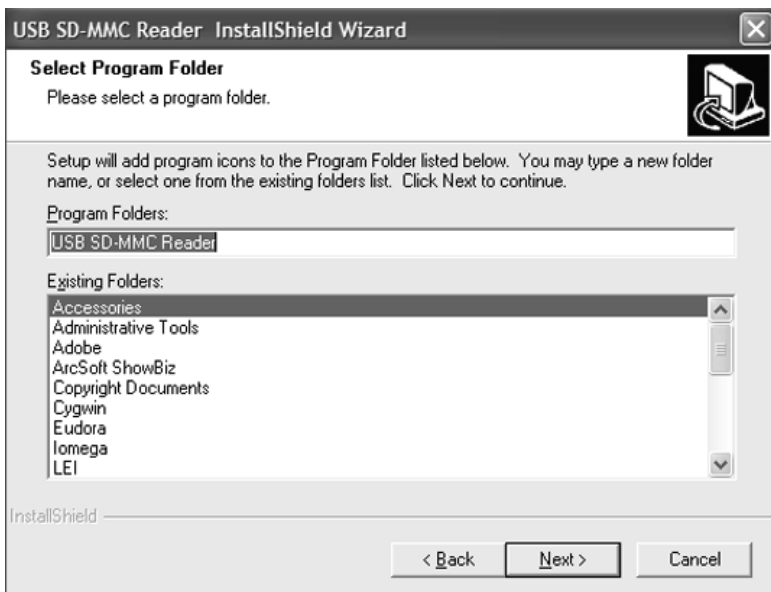 USB SD-MMC Reader InstallShield Wizard
Select Program Folder
Please select a program folder.
Setup will add program icons to the Program Folder listed below. You may type a new folder
name, or select one from the existing folders list. Click Next to continue.
Program Folders:
USB SD-MMC Reader
Existing Folders:
Accessories
Administrative Tools
Adobe
ArcSoft ShowBiz
Copyright Documents
Cygwin
Eudora
Iomega
LEI
InstallShield
< Back Next > Cancel